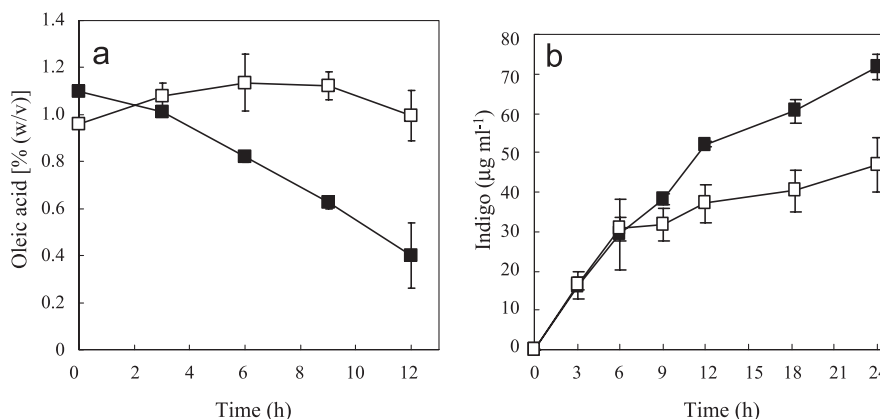 a
Oleic acid [% (w/v)]
1.4
1.2
1.0
0.8
0.6
0.4
0.2
0
0 2 4 6 8 10 12
Time (h)
b
Indigo (µg ml-1)
80
70
60
50
40
30
20
10
0
0 3 6 9 12 15 18 21 24
Time (h)